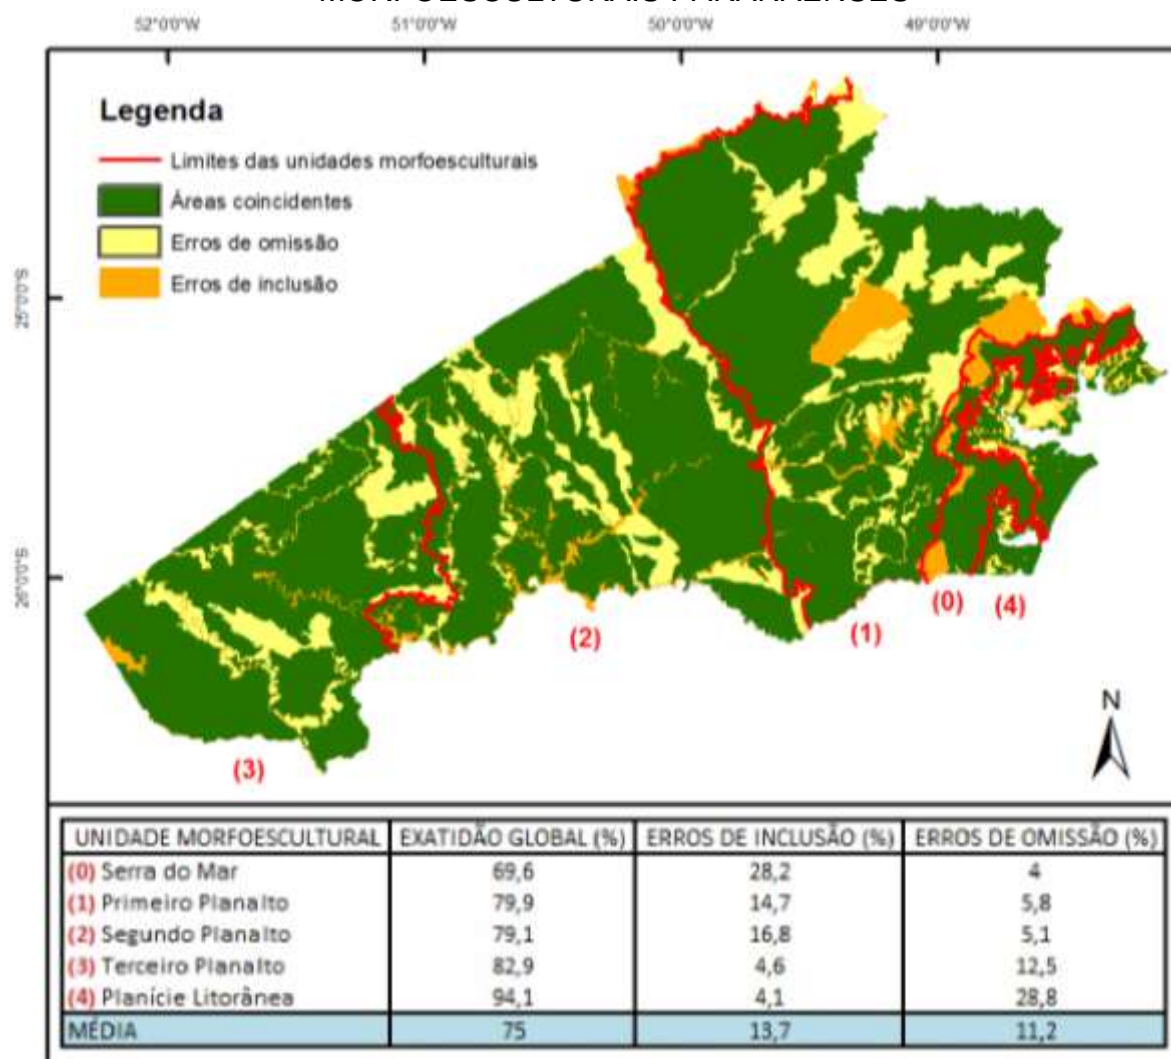 MORFOESCULTURAIS PARANAENSES
52°0'0"W 51°0'0"W 50°0'0"W 49°0'0"W
Legenda
Limites das unidades morfoesculturais
Áreas coincidentes
Erros de omissão
Erros de inclusão
25°0'0"S
26°0'0"S
(0)
(4)
(1)
(2)
(3)
N
UNIDADE MORFOESCULTURAL EXATIDÃO GLOBAL (%) ERROS DE INCLUSÃO (%) ERROS DE OMISSÃO (%)
(0) Serra do Mar 69,6 28,2 4
(1) Primeiro Planalto 79,9 14,7 5,8
(2) Segundo Planalto 79,1 16,8 5,1
(3) Terceiro Planalto 82,9 4,6 12,5
(4) Planície Litorânea 94,1 4,1 28,8
MÉDIA 75 13,7 11,2